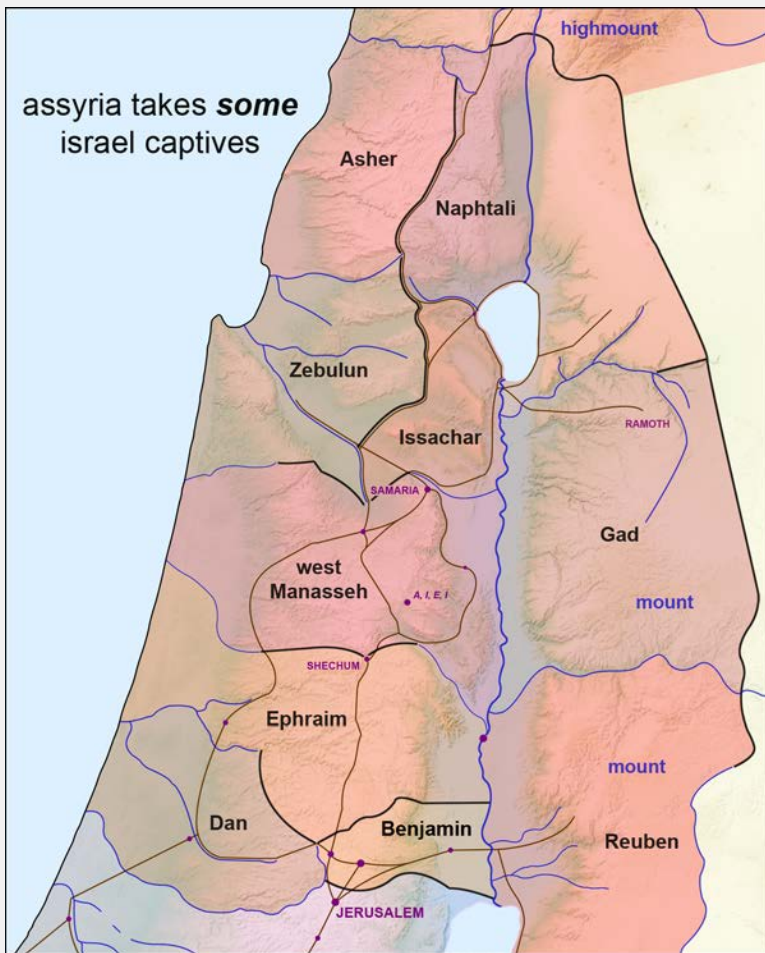 highmount
assyria takes some
israel captives
Asher
Naphtali
Zebulun
Issachar
RAMOTH
SAMARIA
Gad
west
Manasseh
A, I, E, I
mount
SHECHUM
Ephraim
mount
Dan
Benjamin
Reuben
JERUSALEM